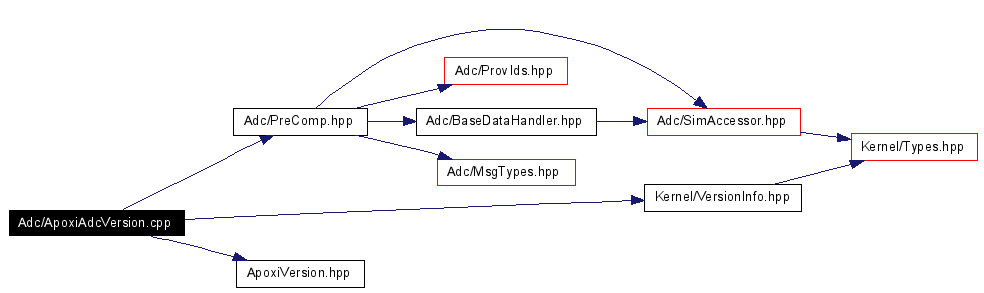 Adc/ProvIds.hpp
Adc/PreComp.hpp
Adc/BaseDataHandler.hpp
Adc/SimAccessor.hpp
Kernel/Types.hpp
Adc/MsgTypes.hpp
Kernel/VersionInfo.hpp
Adc/ApoxiAdcVersion.cpp
ApoxiVersion.hpp